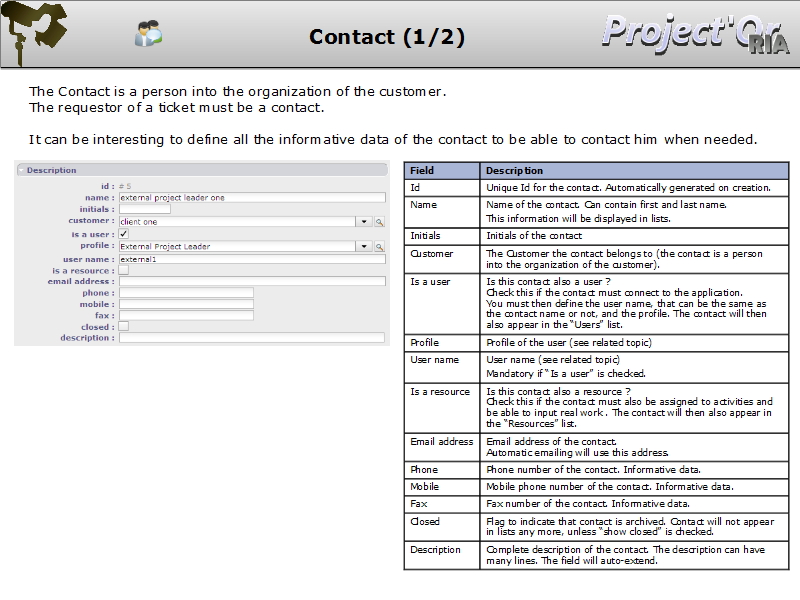 Contact (1/2)
Project'Or
RIA
The Contact is a person into the organization of the customer.
The requestor of a ticket must be a contact.
It can be interesting to define all the informative data of the contact to be able to contact him when needed.
Description
id : # 5
name : external project leader one
initials :
customer : client one
is a user :
profile : External Project Leader
user name : external1
is a resource :
email address :
phone :
mobile :
fax :
closed :
description :
Field Description
Id Unique Id for the contact. Automatically generated on creation.
Name Name of the contact. Can contain first and last name.
This information will be displayed in lists.
Initials Initials of the contact
Customer The Customer the contact belongs to (the contact is a person
into the organization of the customer).
Is a user Is this contact also a user ?
Check this if the contact must connect to the application.
You must then define the user name, that can be the same as
the contact name or not, and the profile. The contact will then
also appear in the “Users” list.
Profile Profile of the user (see related topic)
User name User name (see related topic)
Mandatory if “Is a user” is checked.
Is a resource Is this contact also a resource ?
Check this if the contact must also be assigned to activities and
be able to input real work . The contact will then also appear in
the “Resources” list.
Email address Email address of the contact.
Automatic emailing will use this address.
Phone Phone number of the contact. Informative data.
Mobile Mobile phone number of the contact. Informative data.
Fax Fax number of the contact. Informative data.
Closed Flag to indicate that contact is archived. Contact will not appear
in lists any more, unless “show closed” is checked.
Description Complete description of the contact. The description can have
many lines. The field will auto-extend.